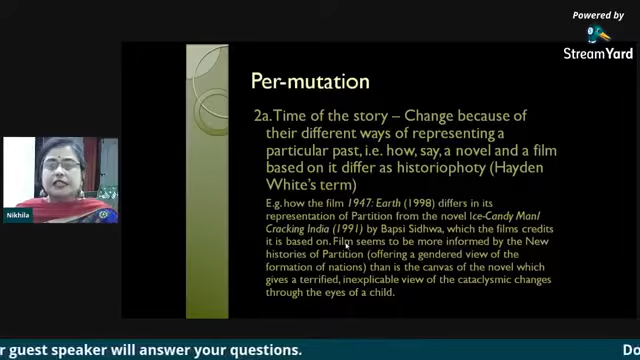 Powered by
StreamYard
Per-mutation
2a.Time of the story – Change because of
their different ways of representing a
particular past, i.e. how, say, a novel and a film
based on it differ as historiophoty (Hayden
White's term)
E.g. how the film 1947: Earth (1998) differs in its
representation of Partition from the novel Ice-Candy Man/
Cracking India (1991) by Bapsi Sidhwa, which the films credits
it is based on. Film seems to be more informed by the New
histories of Partition (offering a gendered view of the
formation of nations) than is the canvas of the novel which
gives a terrified, inexplicable view of the cataclysmic changes
through the eyes of a child.
Nikhila
r guest speaker will answer your questions.
Do